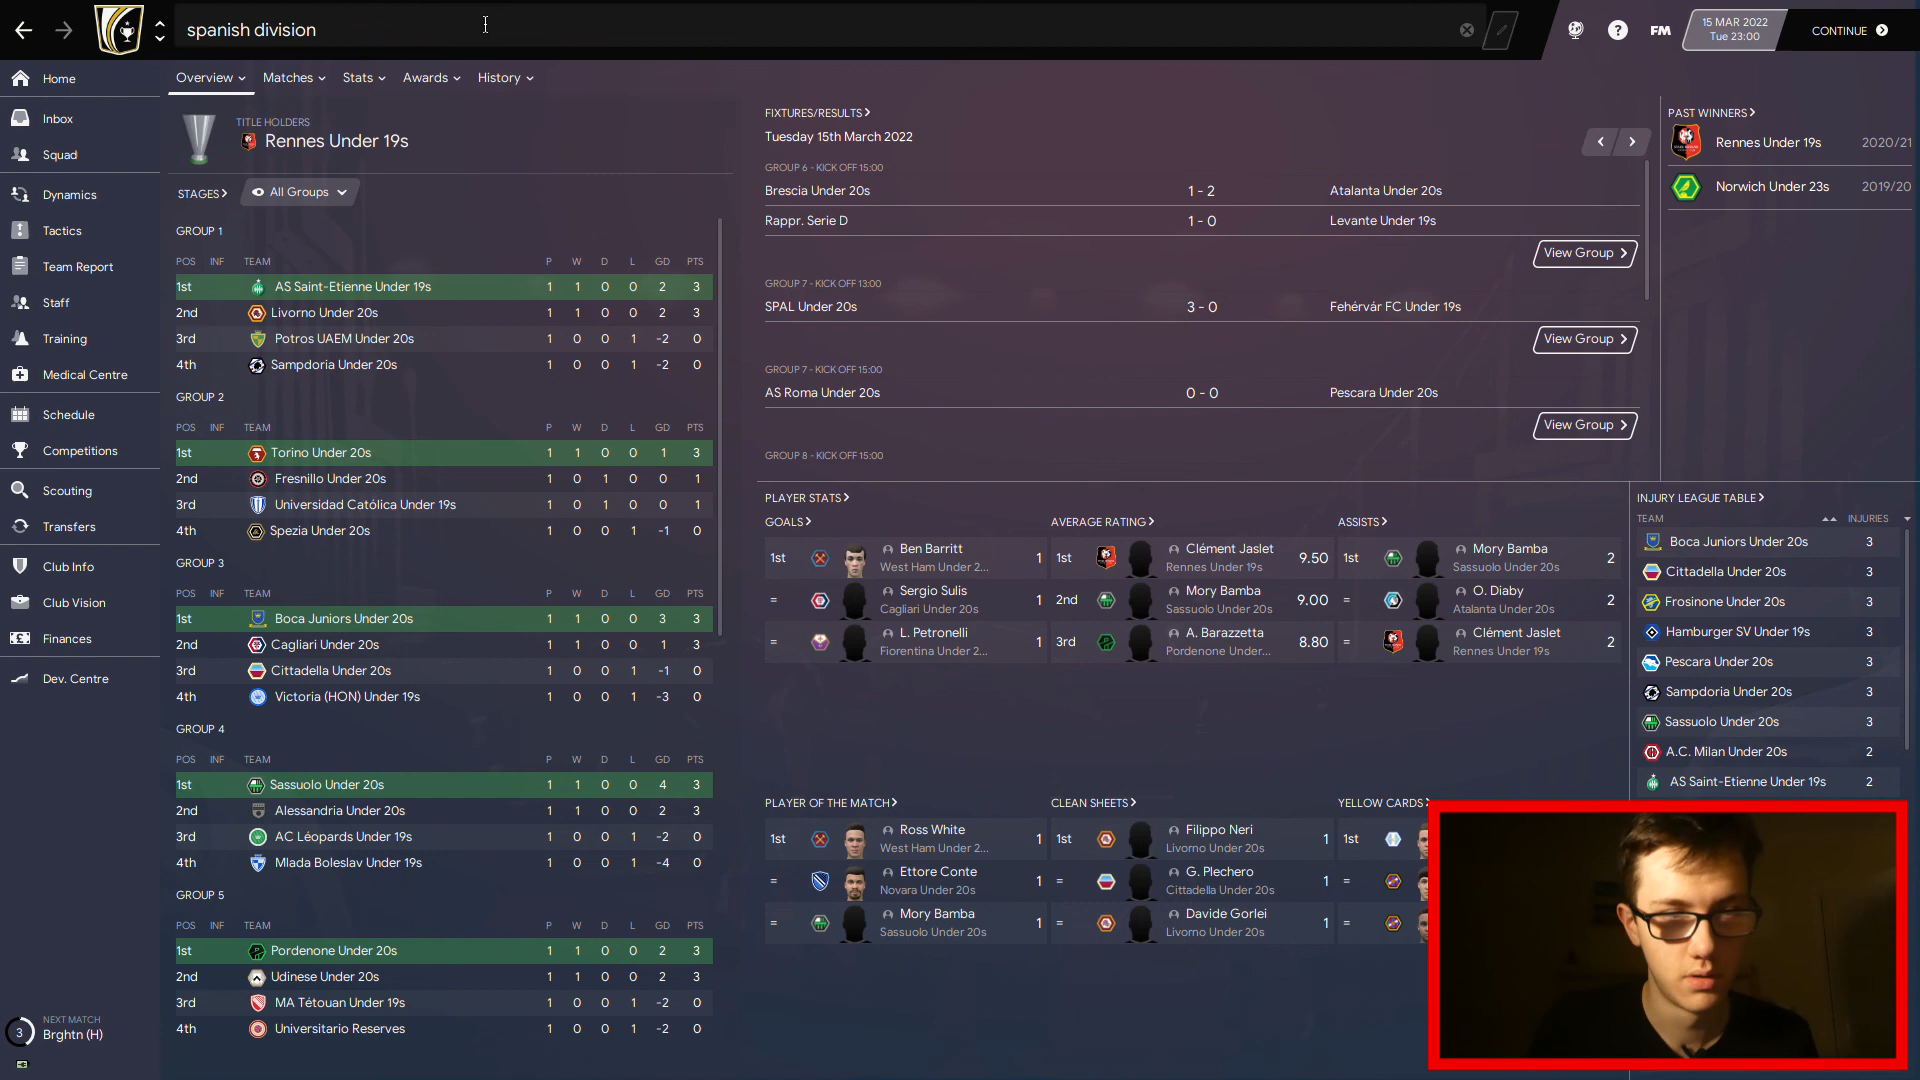 spanish division
15 MAR 2022
Tue 23:00
CONTINUE
FM
Home
Inbox
Squad
Dynamics
Tactics
Team Report
Staff
Training
Medical Centre
Schedule
Competitions
Scouting
Transfers
Club Info
Club Vision
Finances
Dev. Centre
3
NEXT MATCH
Brghtn (H)
Overview
Matches
Stats
Awards
History
TITLE HOLDERS
Rennes Under 19s
STAGES
All Groups
GROUP 1
POS INF TEAM P W D L GD PTS
1st AS Saint-Etienne Under 19s 1 1 0 0 2 3
2nd Livorno Under 20s 1 1 0 0 2 3
3rd Potros UAEM Under 20s 1 0 0 1 -2 0
4th Sampdoria Under 20s 1 0 0 1 -2 0
GROUP 2
POS INF TEAM P W D L GD PTS
1st Torino Under 20s 1 1 0 0 1 3
2nd Fresnillo Under 20s 1 0 1 0 0 1
3rd Universidad Católica Under 19s 1 0 1 0 0 1
4th Spezia Under 20s 1 0 0 1 -1 0
GROUP 3
POS INF TEAM P W D L GD PTS
1st Boca Juniors Under 20s 1 1 0 0 3 3
2nd Cagliari Under 20s 1 1 0 0 1 3
3rd Cittadella Under 20s 1 0 0 1 -1 0
4th Victoria (HON) Under 19s 1 0 0 1 -3 0
GROUP 4
POS INF TEAM P W D L GD PTS
1st Sassuolo Under 20s 1 1 0 0 4 3
2nd Alessandria Under 20s 1 1 0 0 2 3
3rd AC Léopards Under 19s 1 0 0 1 -2 0
4th Mlada Boleslav Under 19s 1 0 0 1 -4 0
GROUP 5
POS INF TEAM P W D L GD PTS
1st Pordenone Under 20s 1 1 0 0 2 3
2nd Udinese Under 20s 1 1 0 0 2 3
3rd MA Tétouan Under 19s 1 0 0 1 -2 0
4th Universitario Reserves 1 0 0 1 -2 0
FIXTURES/RESULTS
Tuesday 15th March 2022
GROUP 6 - KICK OFF 15:00
Brescia Under 20s 1 - 2 Atalanta Under 20s
Rappr. Serie D 1 - 0 Levante Under 19s
View Group
GROUP 7 - KICK OFF 13:00
SPAL Under 20s 3 - 0 Fehérvár FC Under 19s
View Group
GROUP 7 - KICK OFF 15:00
AS Roma Under 20s 0 - 0 Pescara Under 20s
View Group
GROUP 8 - KICK OFF 15:00
PAST WINNERS
Rennes Under 19s 2020/21
Norwich Under 23s 2019/20
PLAYER STATS
GOALS
1st Ben Barritt 1
West Ham Under 2...
= Sergio Sulis 1
Cagliari Under 20s
= L. Petronelli 1
Fiorentina Under 2...
AVERAGE RATING
1st Clément Jaslet 9.50
Rennes Under 19s
2nd Mory Bamba 9.00
Sassuolo Under 20s
3rd A. Barazzetta 8.80
Pordenone Under...
ASSISTS
1st Mory Bamba 2
Sassuolo Under 20s
= O. Diaby 2
Atalanta Under 20s
= Clément Jaslet 2
Rennes Under 19s
PLAYER OF THE MATCH
1st Ross White 1
West Ham Under 2...
= Ettore Conte 1
Novara Under 20s
= Mory Bamba 1
Sassuolo Under 20s
CLEAN SHEETS
1st Filippo Neri 1
Livorno Under 20s
= G. Plechero 1
Cittadella Under 20s
= Davide Gorlei 1
Livorno Under 20s
YELLOW CARDS
1st
=
=
INJURY LEAGUE TABLE
TEAM INJURIES
Boca Juniors Under 20s 3
Cittadella Under 20s 3
Frosinone Under 20s 3
Hamburger SV Under 19s 3
Pescara Under 20s 3
Sampdoria Under 20s 3
Sassuolo Under 20s 3
A.C. Milan Under 20s 2
AS Saint-Etienne Under 19s 2